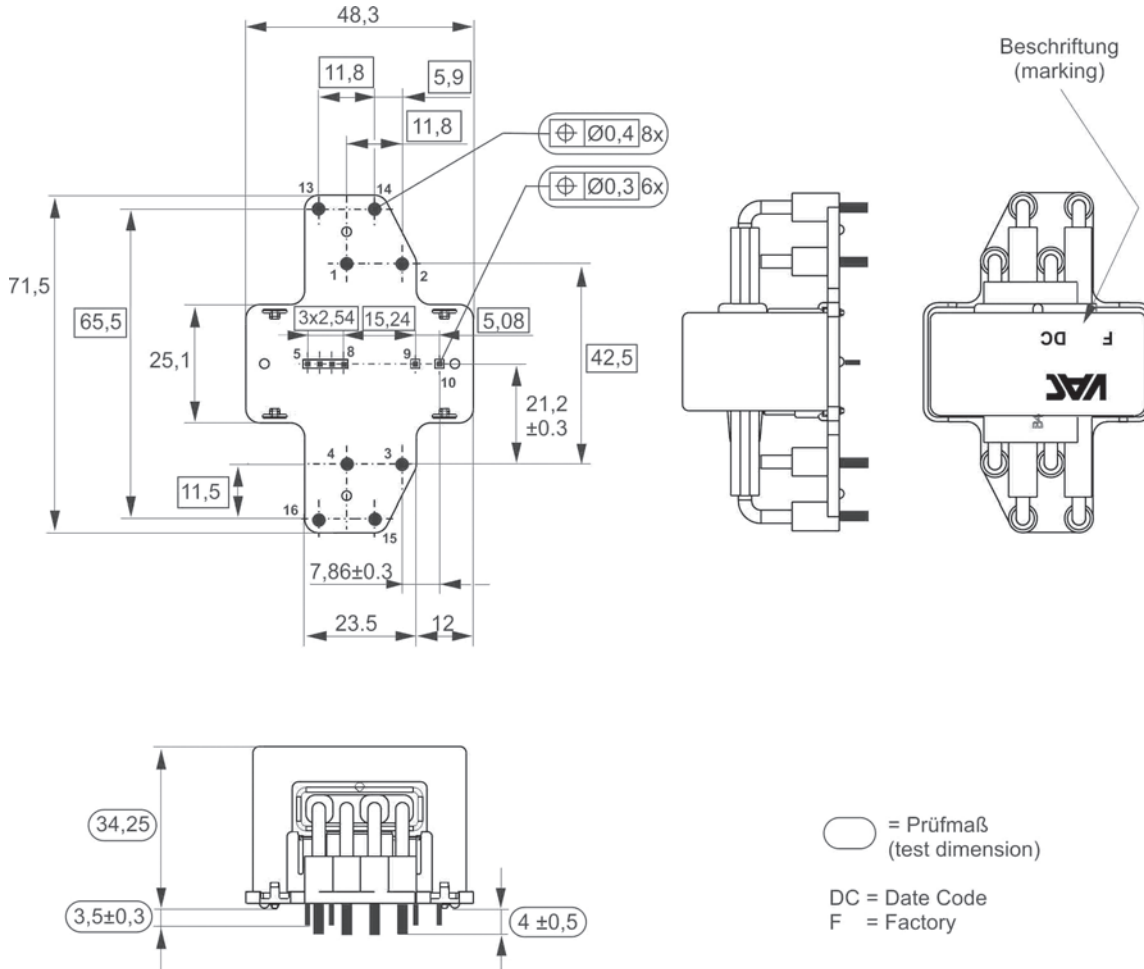 48,3
Beschriftung
(marking)
11,8
5,9
11,8
Ø0,4 8x
Ø0,3 6x
13
14
1
2
71,5
65,5
25,1
3x2,54
15,24
5,08
5
8
9
10
42,5
21,2
±0.3
4
3
11,5
16
15
7,86±0.3
23.5
12
F
DC
VAC
34,25
3,5±0,3
4 ±0,5
= Prüfmaß
(test dimension)
DC = Date Code
F = Factory